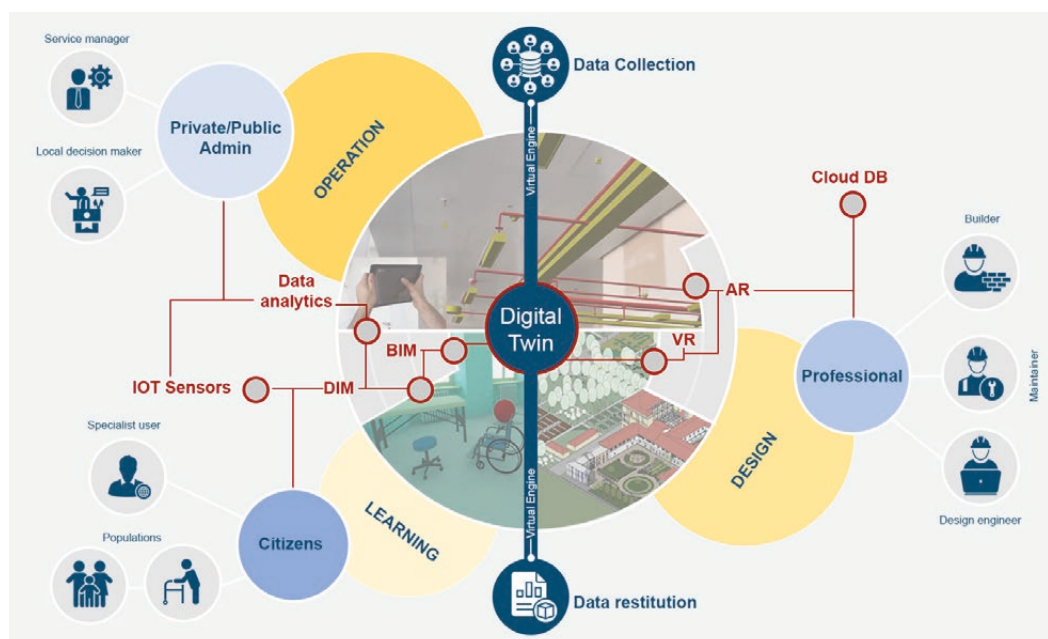 Service manager
Private/Public
Admin
Local decision maker
OPERATION
Data Collection
Virtual Engine
Cloud DB
Builder
Data
analytics
AR
Digital
Twin
BIM
VR
IOT Sensors
DIM
Professional
Maintainer
Specialist user
DESIGN
LEARNING
Citizens
Populations
Virtual Engine
Design engineer
Data restitution